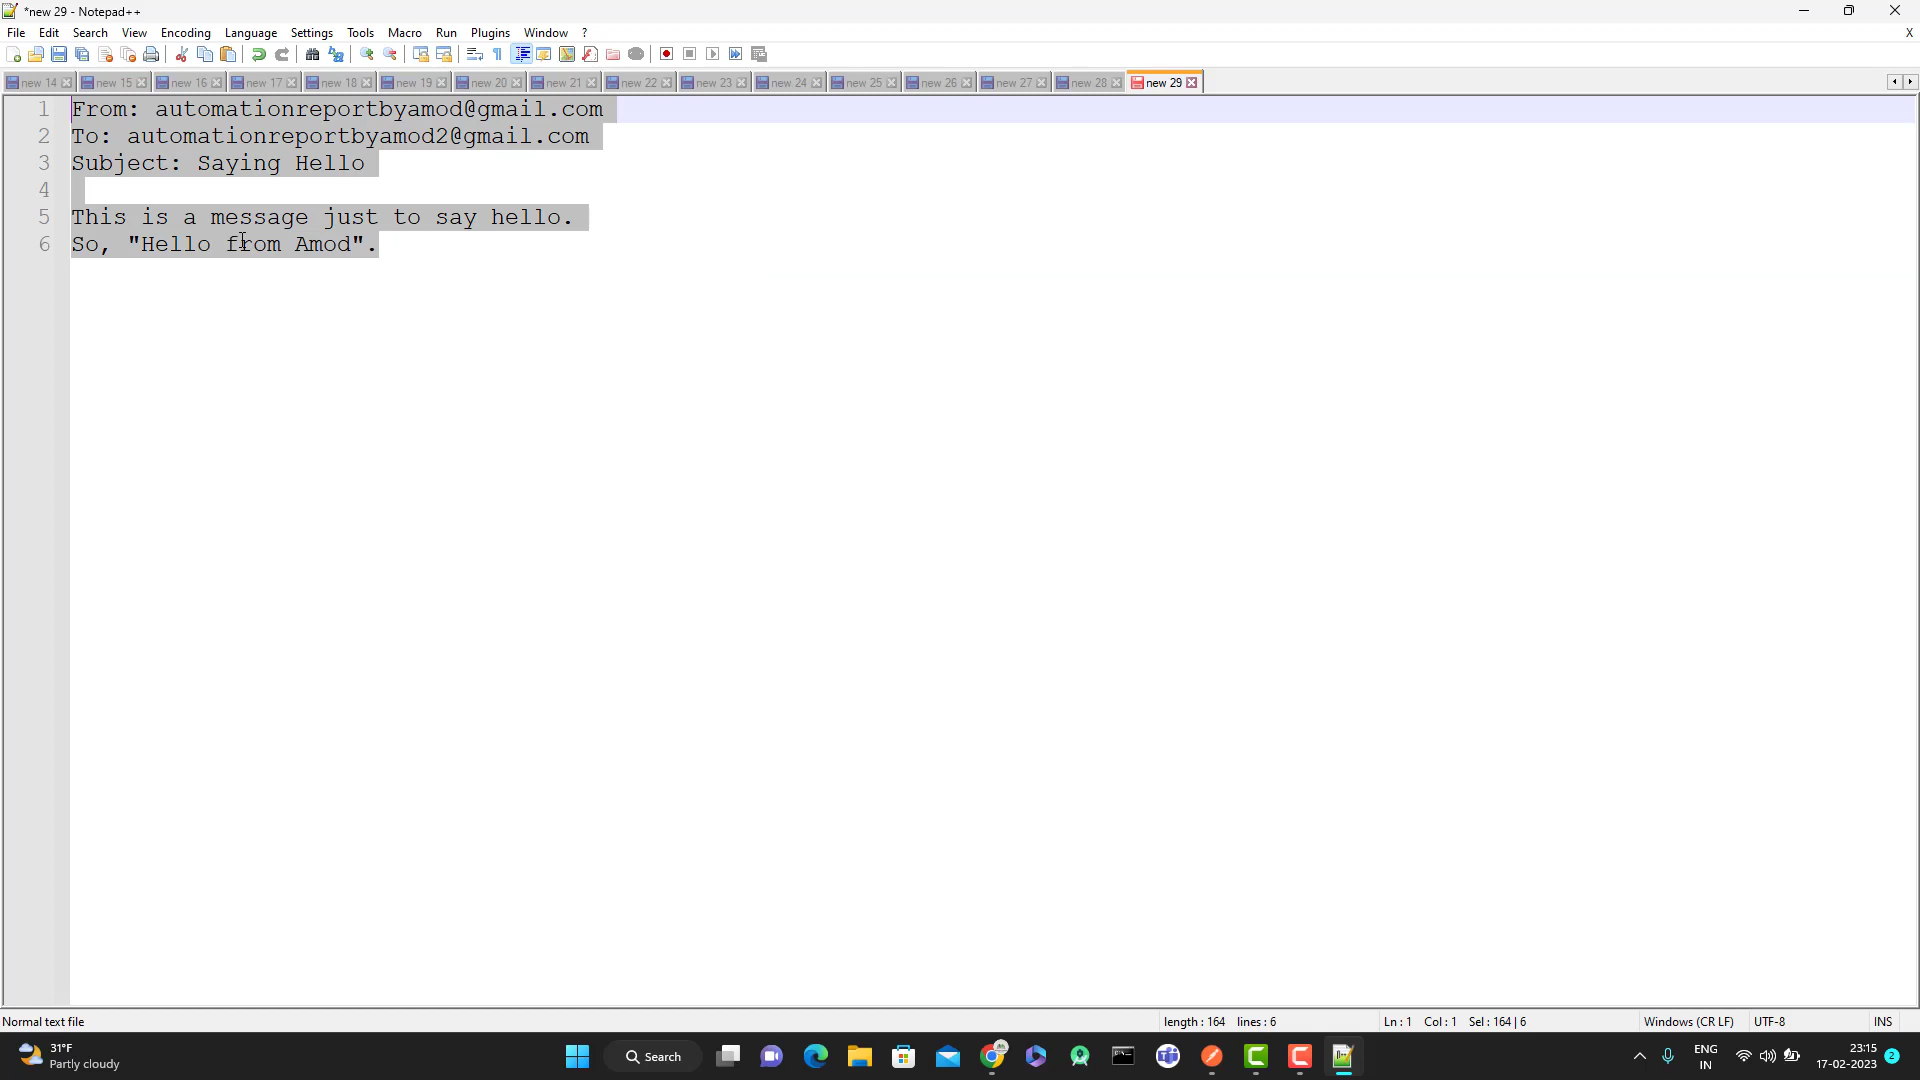 *new 29 - Notepad++
File Edit Search View Encoding Language Settings Tools Macro Run Plugins Window ? X
new 14 new 15 new 16 new 17 new 18 new 19 new 20 new 21 new 22 new 23 new 24 new 25 new 26 new 27 new 28 new 29
1 From: automationreportbyamod@gmail.com
2 To: automationreportbyamod2@gmail.com
3 Subject: Saying Hello
4
5 This is a message just to say hello.
6 So, "Hello from Amod".
Normal text file length : 164 lines : 6 Ln : 1 Col : 1 Sel : 164 | 6 Windows (CR LF) UTF-8 INS
31°F
Partly cloudy
Search
ENG
IN
23:15
17-02-2023
2